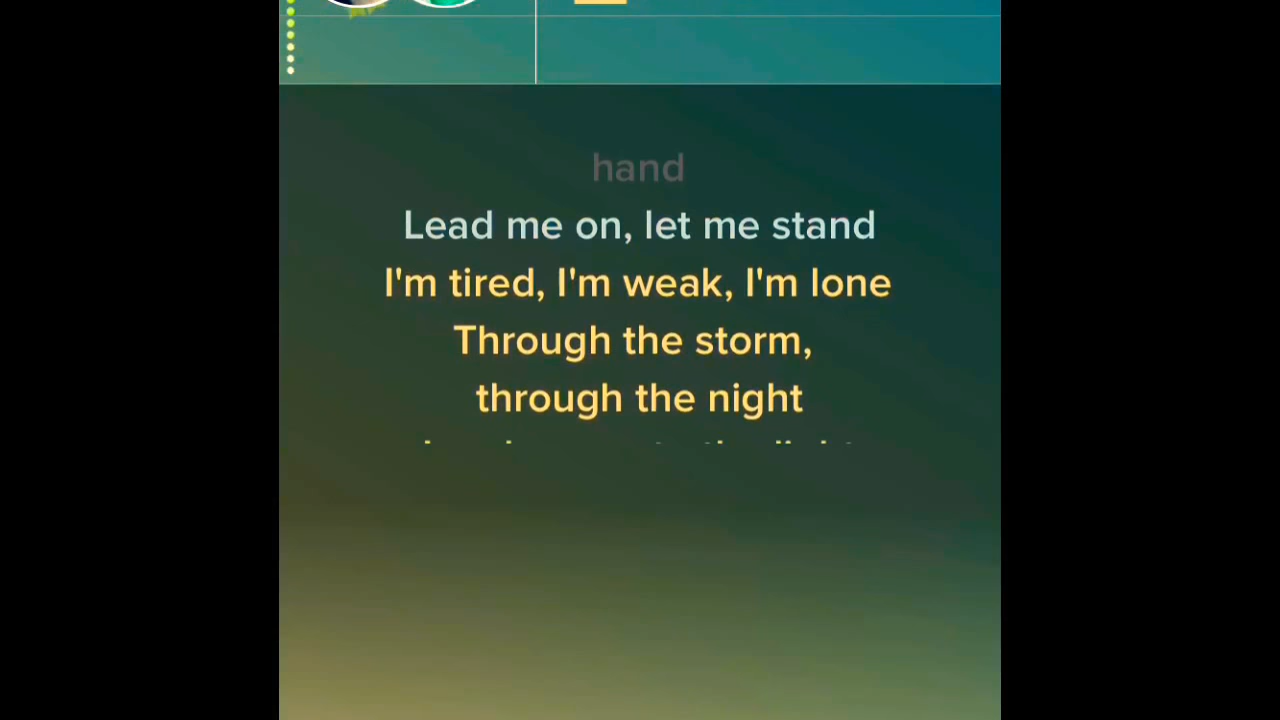 hand
Lead me on, let me stand
I'm tired, I'm weak, I'm lone
Through the storm,
through the night